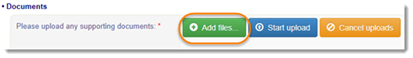 • Documents
Please upload any supporting documents: * Add files... Start upload Cancel uploads